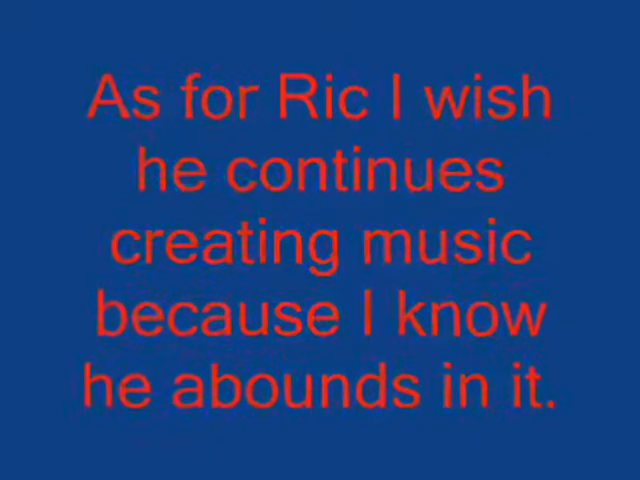 As for Ric I wish
he continues
creating music
because I know
he abounds in it.